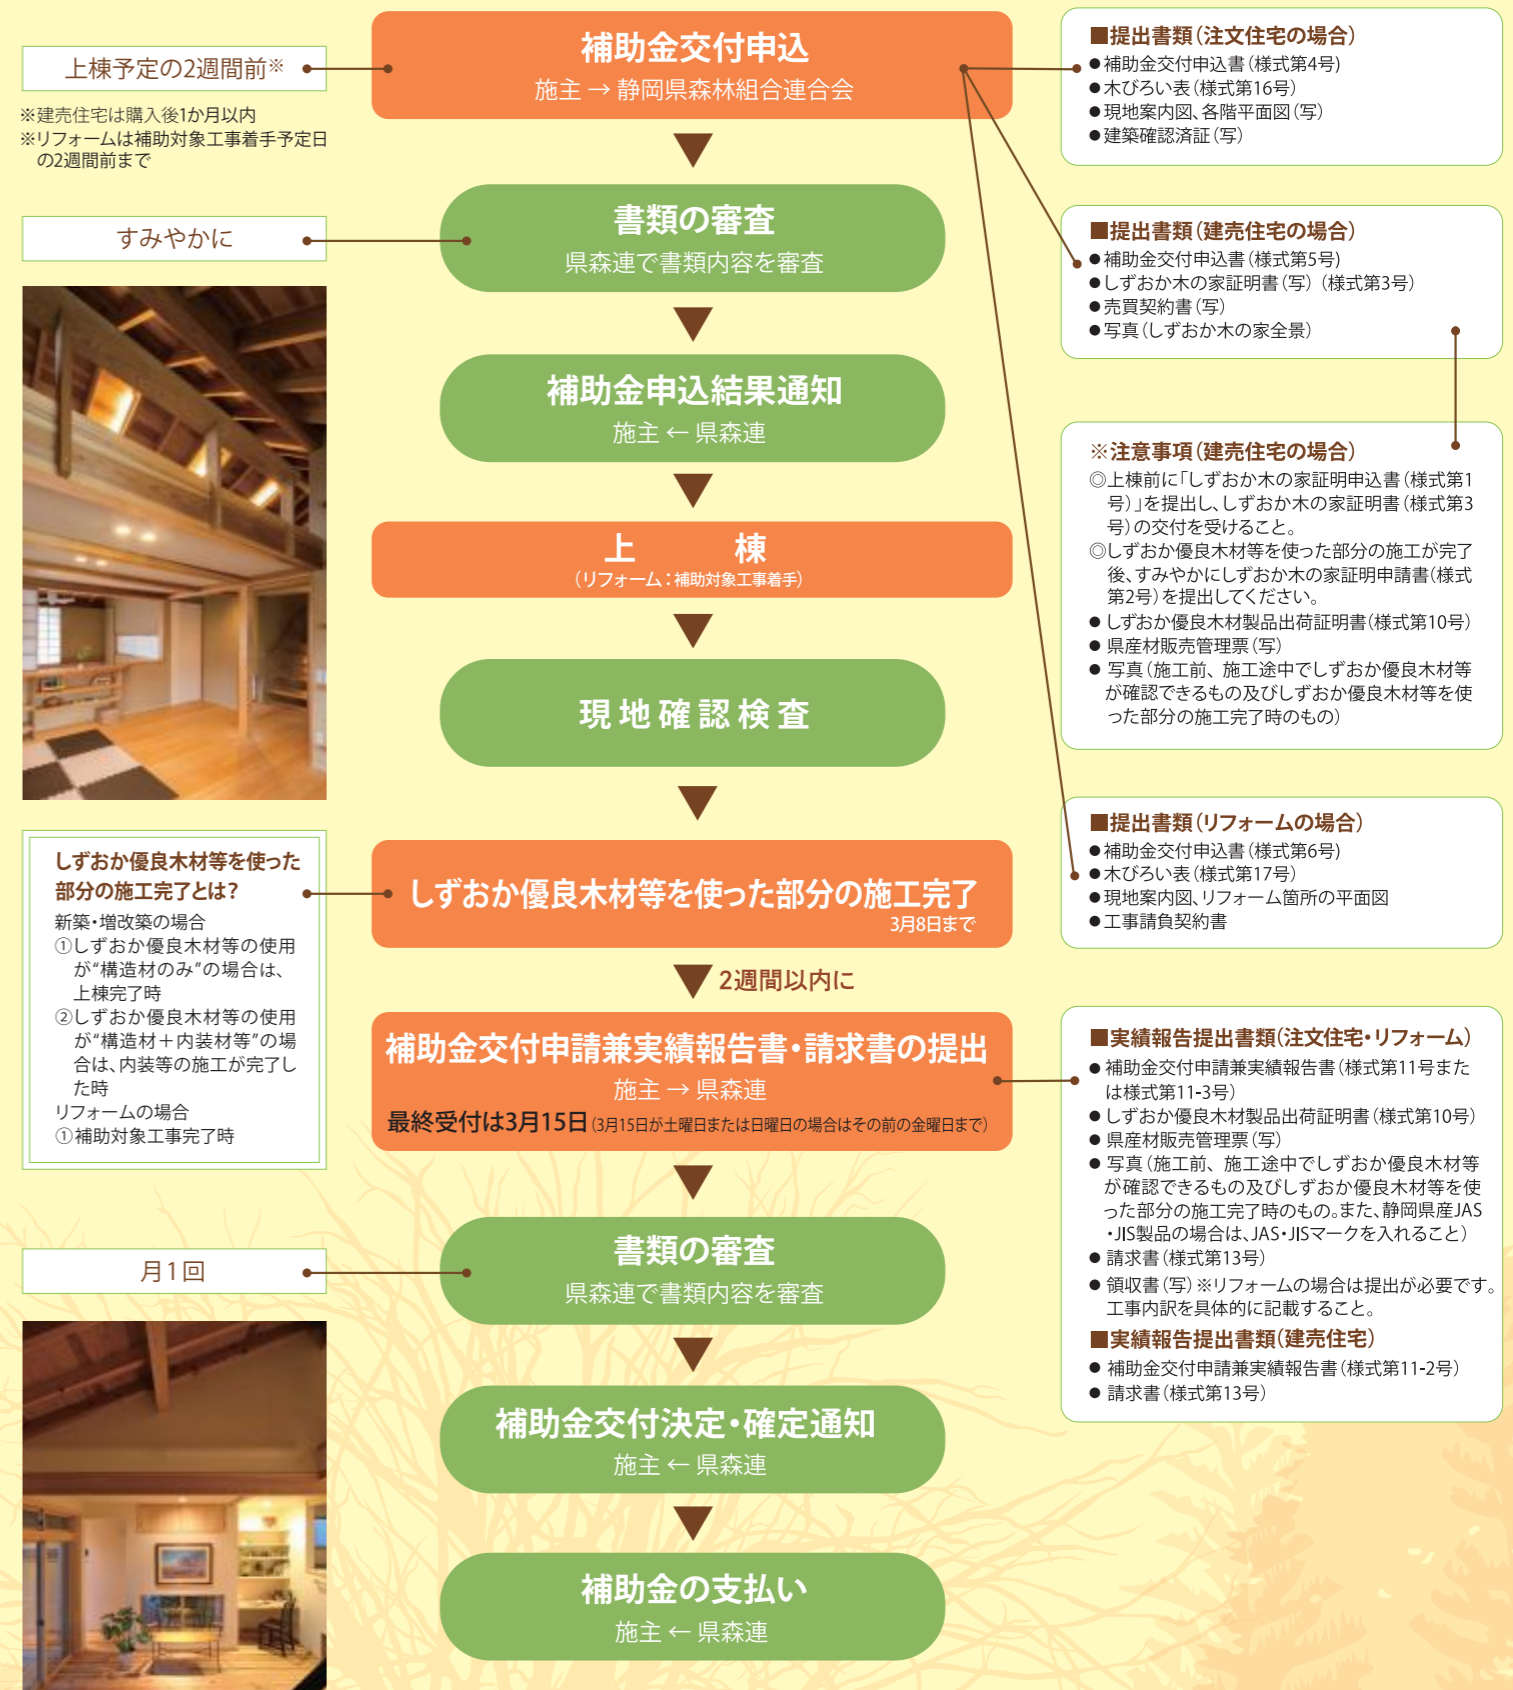 補助金交付申込
施主 → 静岡県森林組合連合会
上棟予定の2週間前※
※建売住宅は購入後1か月以内
※リフォームは補助対象工事着手予定日
の2週間前まで
■提出書類（注文住宅の場合）
●補助金交付申込書（様式第4号）
●木びろい表（様式第16号）
●現地案内図、各階平面図（写）
●建築確認済証（写）
書類の審査
県森連で書類内容を審査
すみやかに
■提出書類（建売住宅の場合）
●補助金交付申込書（様式第5号）
●しずおか木の家証明書（写）（様式第3号）
●売買契約書（写）
●写真（しずおか木の家全景）
補助金申込結果通知
施主 ← 県森連
※注意事項（建売住宅の場合）
◎上棟前に「しずおか木の家証明申込書（様式第1
号）」を提出し、しずおか木の家証明書（様式第3
号）の交付を受けること。
◎しずおか優良木材等を使った部分の施工が完了
後、すみやかにしずおか木の家証明申請書（様式
第2号）を提出してください。
●しずおか優良木材製品出荷証明書（様式第10号）
●県産材販売管理票（写）
●写真（施工前、施工途中でしずおか優良木材等
が確認できるもの及びしずおか優良木材等を使
った部分の施工完了時のもの）
上 棟
（リフォーム：補助対象工事着手）
現地確認検査
■提出書類（リフォームの場合）
●補助金交付申込書（様式第6号）
●木びろい表（様式第17号）
●現地案内図、リフォーム箇所の平面図
●工事請負契約書
しずおか優良木材等を使った部分の施工完了
3月8日まで
しずおか優良木材等を使った
部分の施工完了とは？
新築・増改築の場合
①しずおか優良木材等の使用
が“構造材のみ”の場合は、
上棟完了時
②しずおか優良木材等の使用
が“構造材＋内装材等”の場
合は、内装等の施工が完了し
た時
リフォームの場合
①補助対象工事完了時
2週間以内に
補助金交付申請兼実績報告書・請求書の提出
施主 → 県森連
最終受付は3月15日（3月15日が土曜日または日曜日の場合はその前の金曜日まで）
■実績報告提出書類（注文住宅・リフォーム）
●補助金交付申請兼実績報告書（様式第11号また
は様式第11-3号）
●しずおか優良木材製品出荷証明書（様式第10号）
●県産材販売管理票（写）
●写真（施工前、施工途中でしずおか優良木材等
が確認できるもの及びしずおか優良木材等を使
った部分の施工完了時のもの。また、静岡県産JAS
・JIS製品の場合は、JAS・JISマークを入れること）
●請求書（様式第13号）
●領収書（写）※リフォームの場合は提出が必要です。
工事内訳を具体的に記載すること。
■実績報告提出書類（建売住宅）
●補助金交付申請兼実績報告書（様式第11-2号）
●請求書（様式第13号）
書類の審査
県森連で書類内容を審査
月1回
補助金交付決定・確定通知
施主 ← 県森連
補助金の支払い
施主 ← 県森連